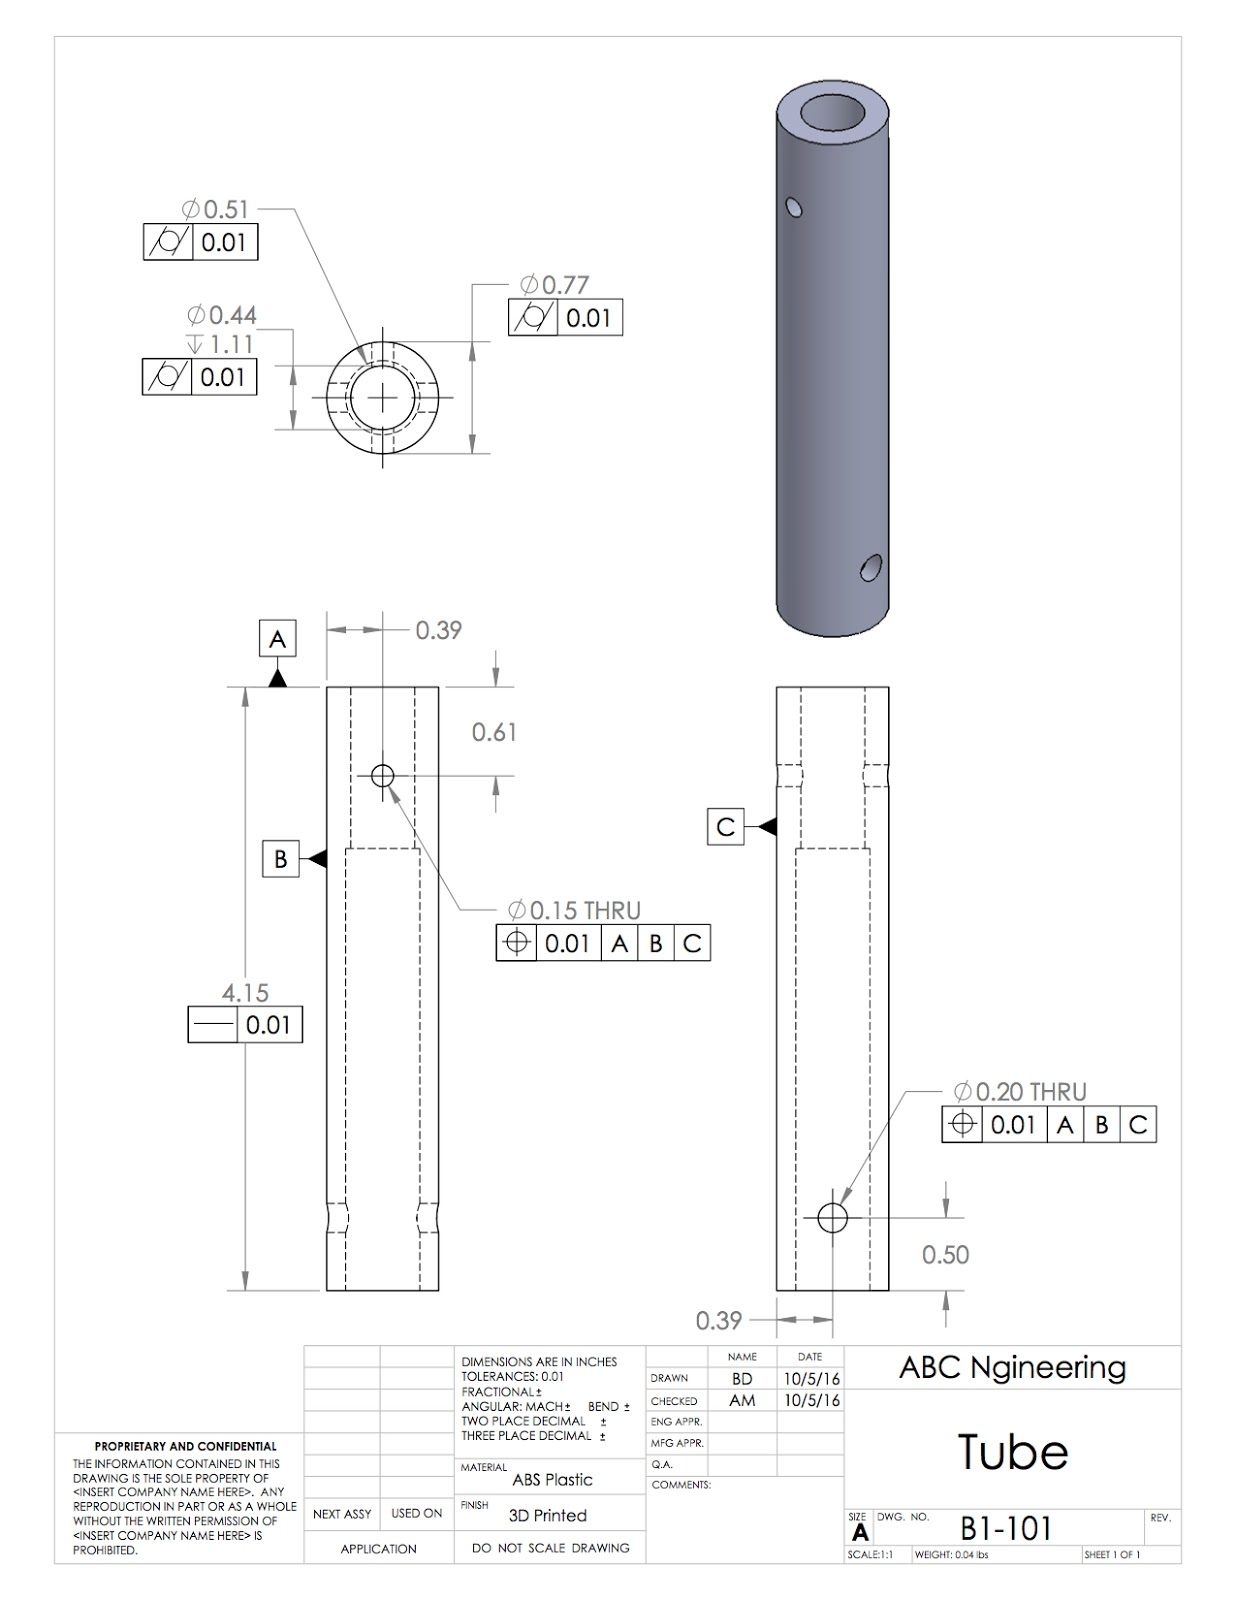 ∅0.51
⌭ 0.01
∅0.44
↧ 1.11
⌭ 0.01
∅0.77
⌭ 0.01
A
0.39
0.61
B
C
∅0.15 THRU
⌖ 0.01 A B C
4.15
⏤ 0.01
∅0.20 THRU
⌖ 0.01 A B C
0.50
0.39
PROPRIETARY AND CONFIDENTIAL
THE INFORMATION CONTAINED IN THIS
DRAWING IS THE SOLE PROPERTY OF
<INSERT COMPANY NAME HERE>. ANY
REPRODUCTION IN PART OR AS A WHOLE
WITHOUT THE WRITTEN PERMISSION OF
<INSERT COMPANY NAME HERE> IS
PROHIBITED.
NEXT ASSY USED ON
APPLICATION
DIMENSIONS ARE IN INCHES
TOLERANCES: 0.01
FRACTIONAL ±
ANGULAR: MACH ± BEND ±
TWO PLACE DECIMAL ±
THREE PLACE DECIMAL ±
MATERIAL
ABS Plastic
FINISH
3D Printed
DO NOT SCALE DRAWING
NAME DATE
DRAWN BD 10/5/16
CHECKED AM 10/5/16
ENG APPR.
MFG APPR.
Q.A.
COMMENTS:
ABC Ngineering
Tube
SIZE DWG. NO. REV.
A B1-101
SCALE:1:1 WEIGHT: 0.04 lbs SHEET 1 OF 1